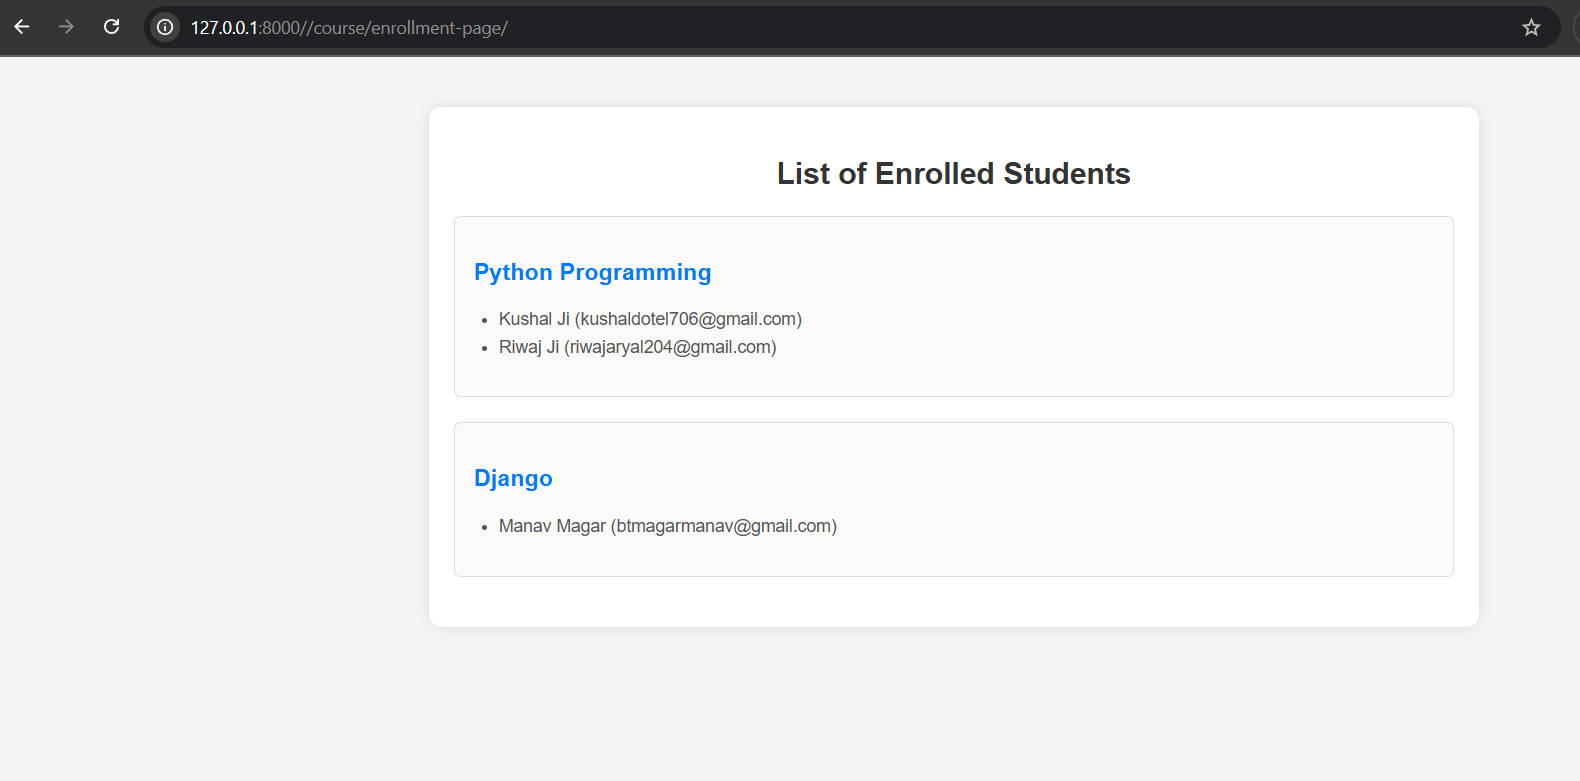 127.0.0.1:8000//course/enrollment-page/
List of Enrolled Students
Python Programming
• Kushal Ji (kushaldotel706@gmail.com)
• Riwaj Ji (riwajaryal204@gmail.com)
Django
• Manav Magar (btmagarmanav@gmail.com)